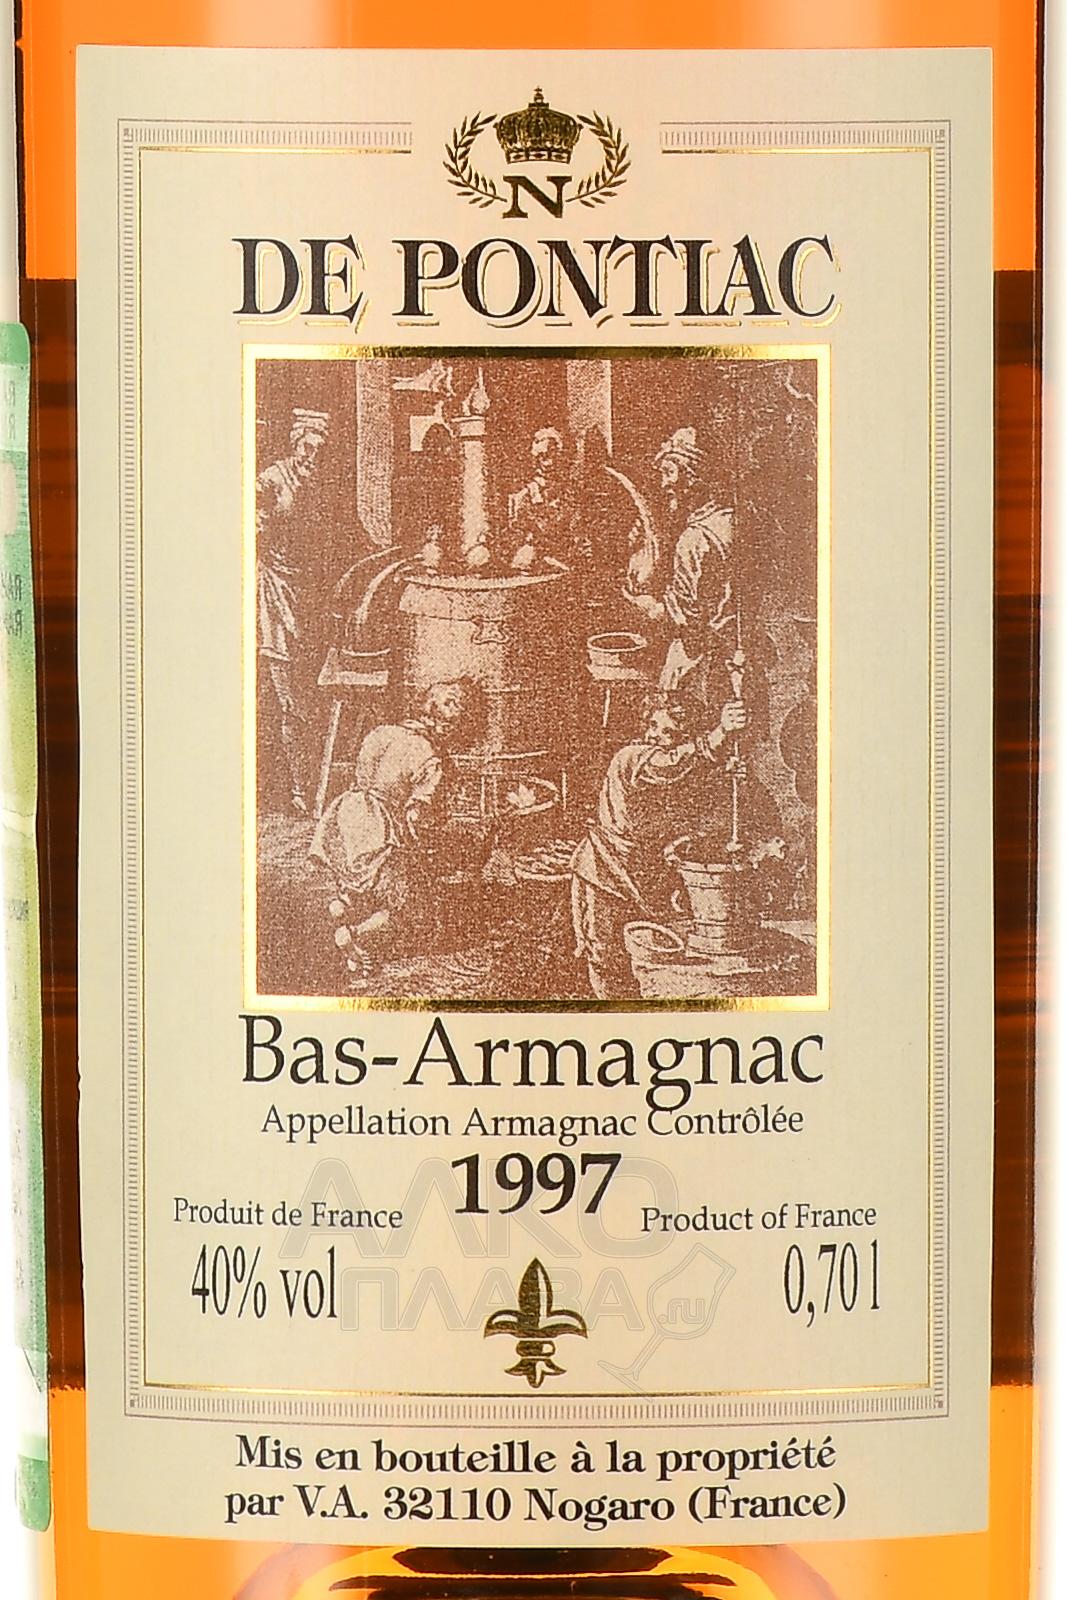 N
DE PONTIAC
Bas-Armagnac
Appellation Armagnac Contrôlée
1997
Produit de France
Product of France
40% vol
0,70 l
АЛКО
ПЛАВА.ru
Mis en bouteille à la propriété
par V.A. 32110 Nogaro (France)